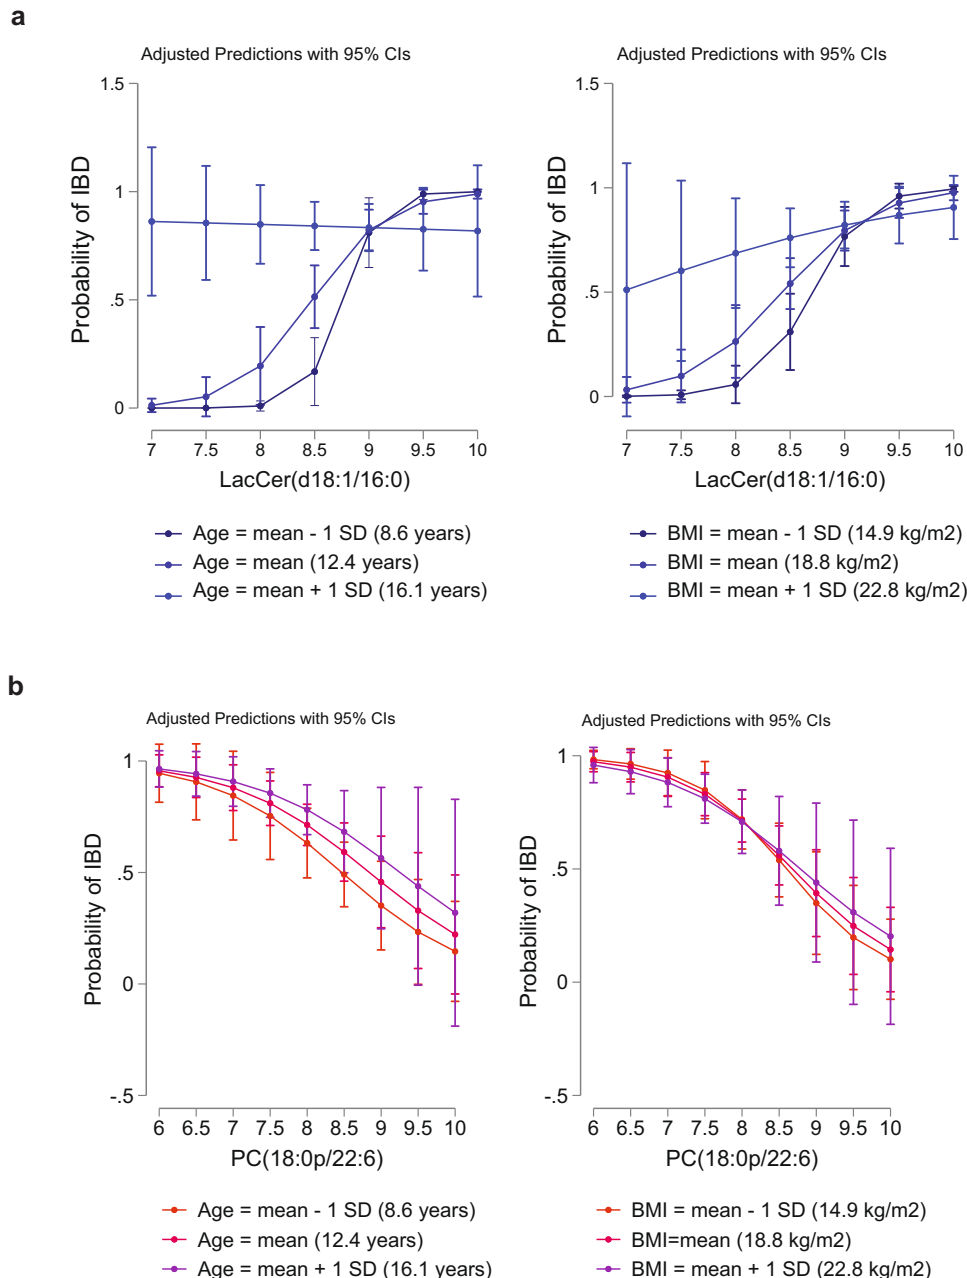 a
Adjusted Predictions with 95% CIs
1.5
1
.5
0
Probability of IBD
7 7.5 8 8.5 9 9.5 10
LacCer(d18:1/16:0)
Age = mean - 1 SD (8.6 years)
Age = mean (12.4 years)
Age = mean + 1 SD (16.1 years)
Adjusted Predictions with 95% CIs
1.5
1
.5
0
Probability of IBD
7 7.5 8 8.5 9 9.5 10
LacCer(d18:1/16:0)
BMI = mean - 1 SD (14.9 kg/m2)
BMI = mean (18.8 kg/m2)
BMI = mean + 1 SD (22.8 kg/m2)
b
Adjusted Predictions with 95% CIs
1
.5
0
-.5
Probability of IBD
6 6.5 7 7.5 8 8.5 9 9.5 10
PC(18:0p/22:6)
Age = mean - 1 SD (8.6 years)
Age = mean (12.4 years)
Age = mean + 1 SD (16.1 years)
Adjusted Predictions with 95% CIs
1
.5
0
-.5
Probability of IBD
6 6.5 7 7.5 8 8.5 9 9.5 10
PC(18:0p/22:6)
BMI = mean - 1 SD (14.9 kg/m2)
BMI=mean (18.8 kg/m2)
BMI = mean + 1 SD (22.8 kg/m2)